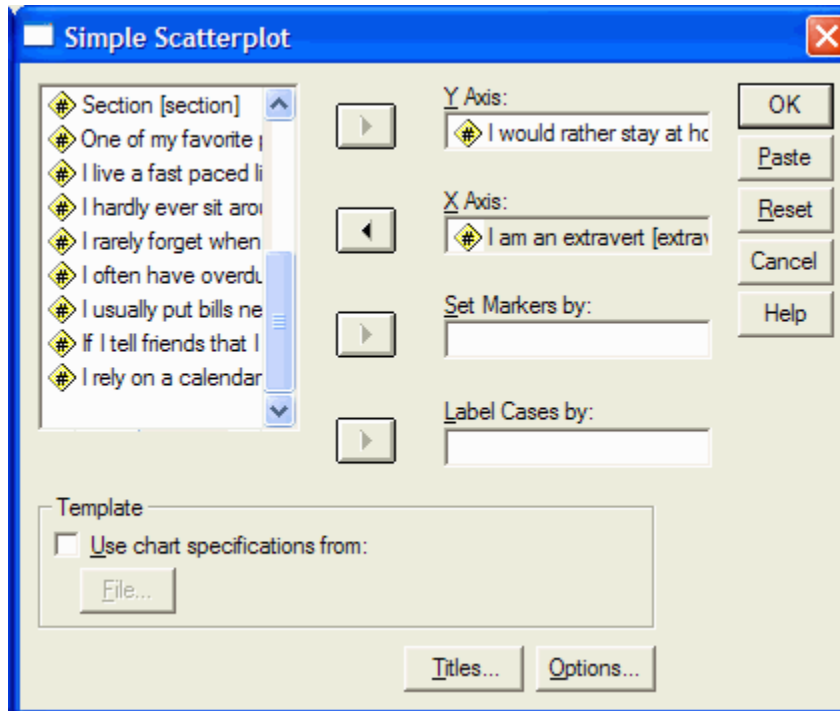 Simple Scatterplot
Section [section]
One of my favorite p
I live a fast paced li
I hardly ever sit arou
I rarely forget when
I often have overdu
I usually put bills ne
If I tell friends that I
I rely on a calendar
Y Axis:
I would rather stay at ho
X Axis:
I am an extravert [extrav
Set Markers by:
Label Cases by:
OK
Paste
Reset
Cancel
Help
Template
Use chart specifications from:
File...
Titles...
Options...